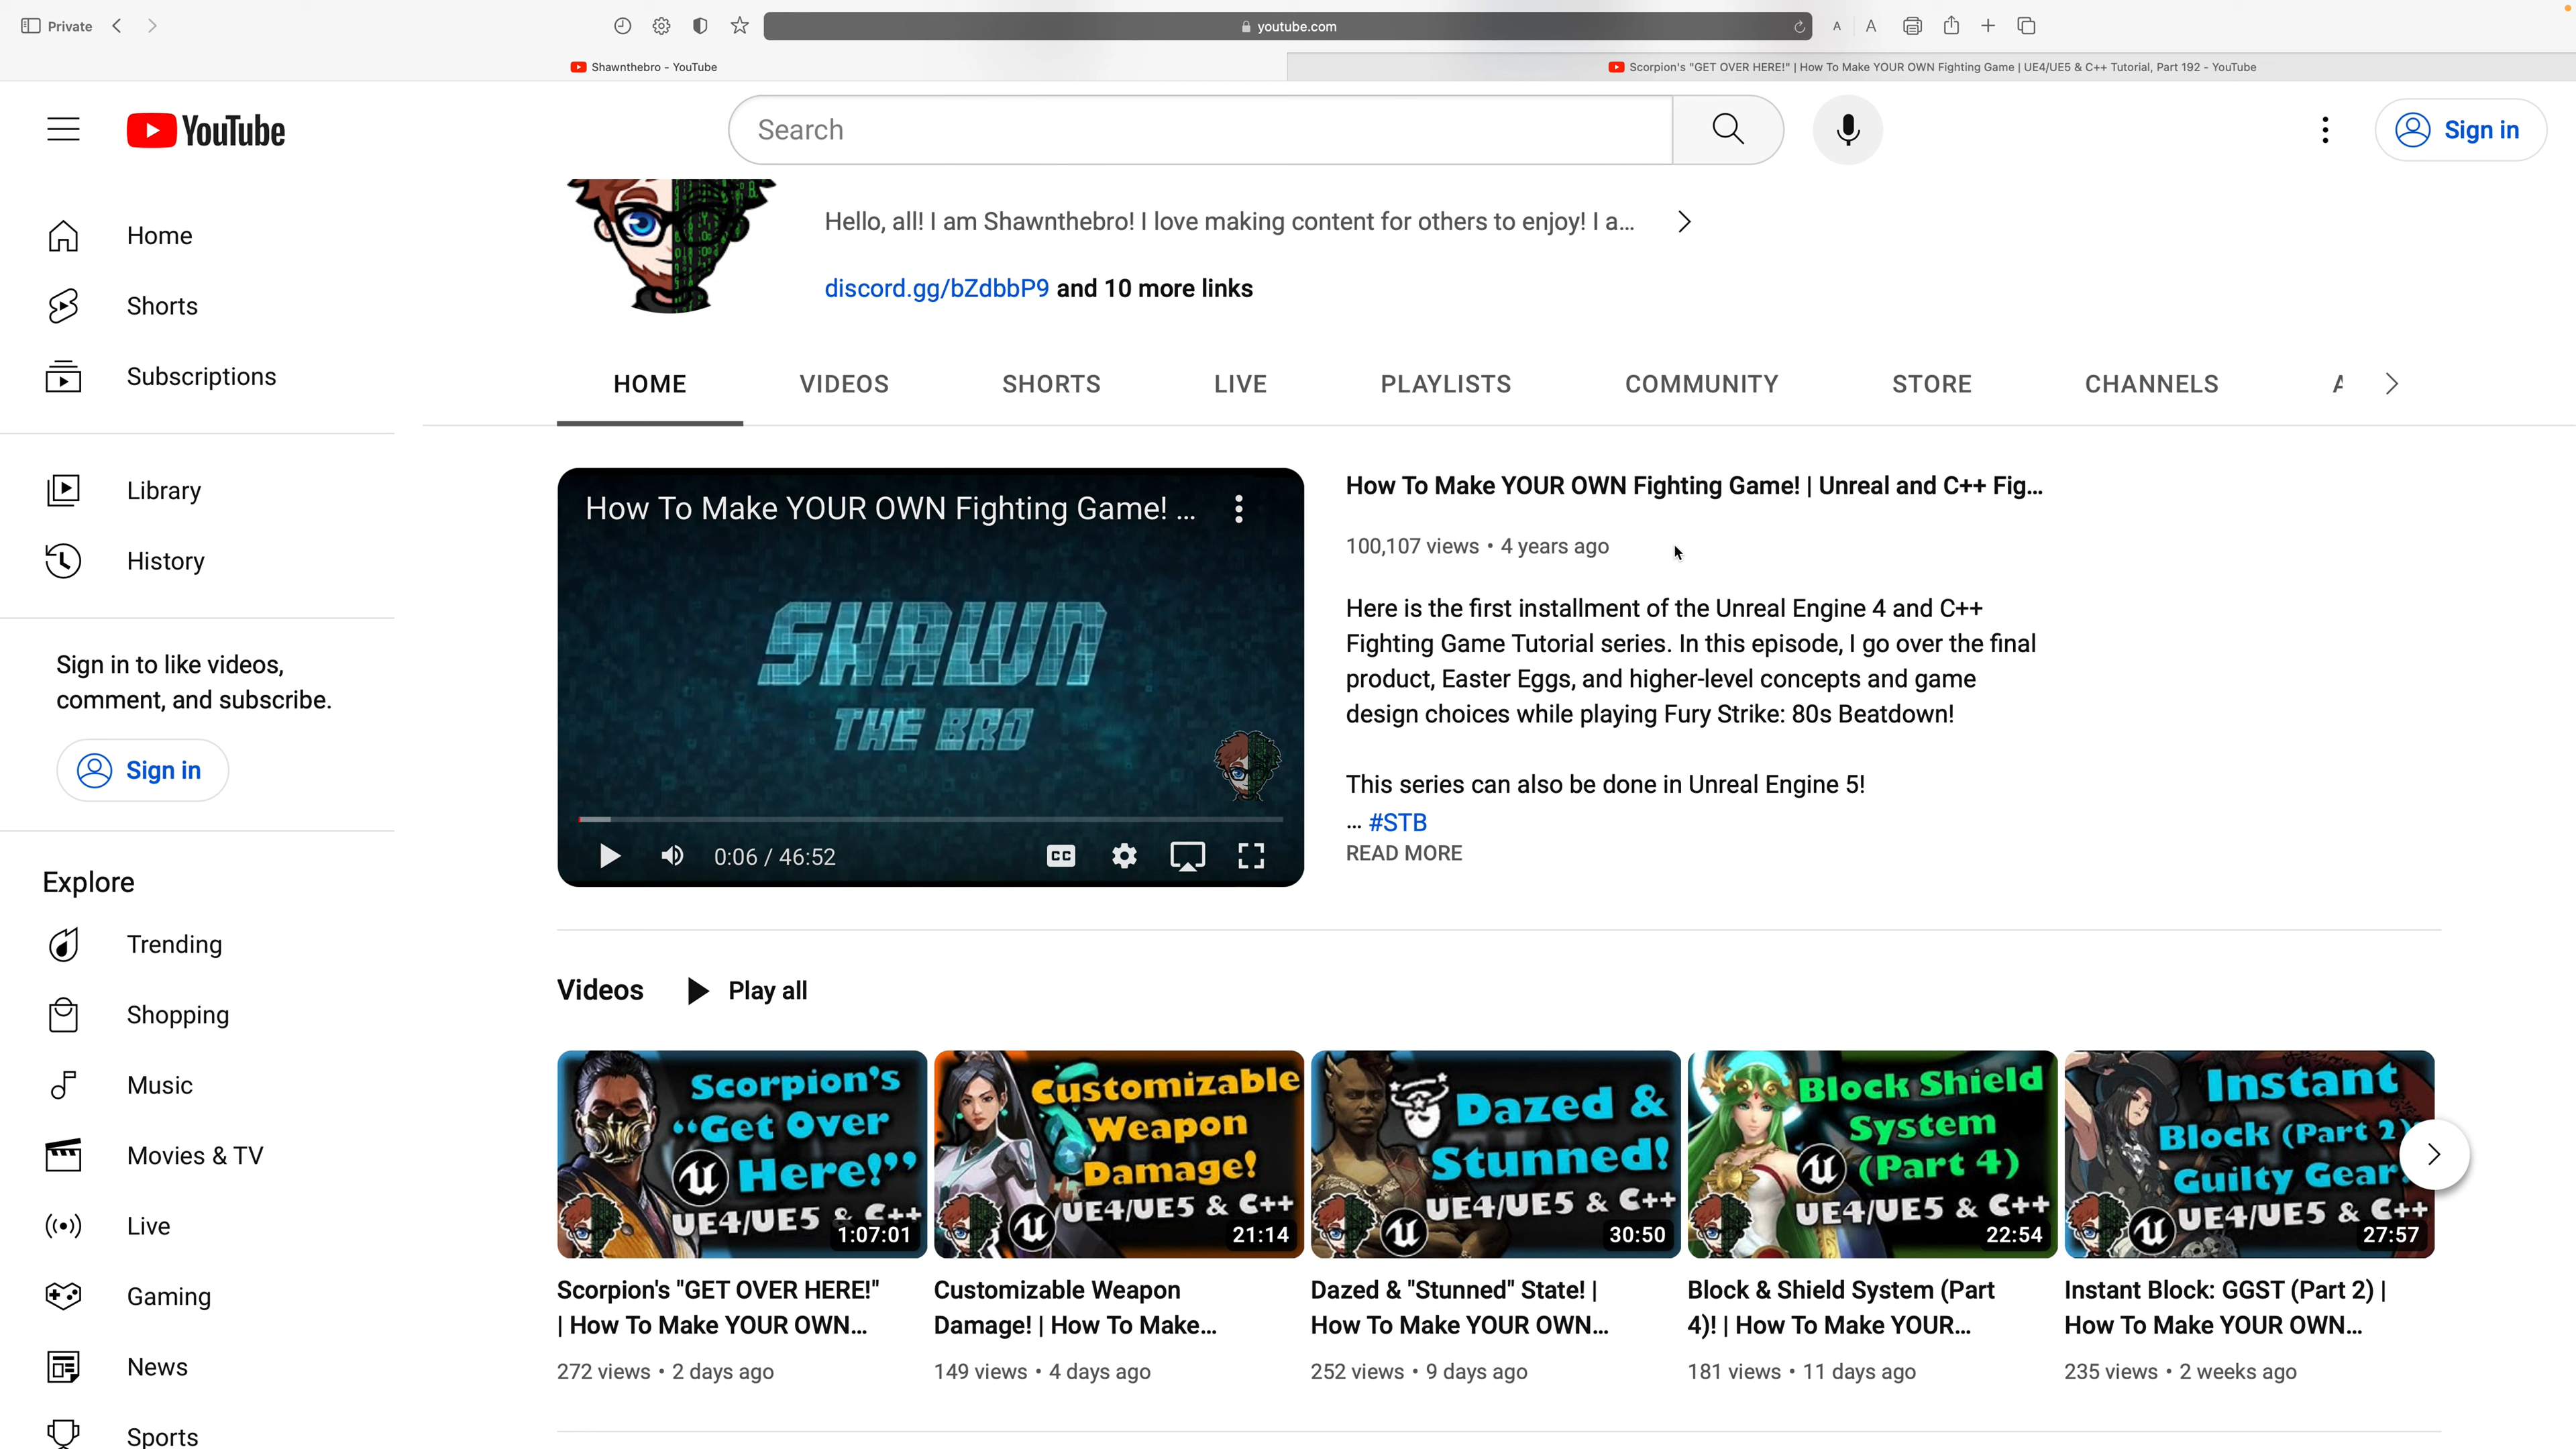 Private
youtube.com
A A
Shawnthebro - YouTube
Scorpion's "GET OVER HERE!" | How To Make YOUR OWN Fighting Game | UE4/UE5 & C++ Tutorial, Part 192 - YouTube
YouTube
Search
Sign in
Home
Shorts
Subscriptions
Library
History
Sign in to like videos,
comment, and subscribe.
Sign in
Explore
Trending
Shopping
Music
Movies & TV
Live
Gaming
News
Sports
Hello, all! I am Shawnthebro! I love making content for others to enjoy! I a...
discord.gg/bZdbbP9 and 10 more links
HOME VIDEOS SHORTS LIVE PLAYLISTS COMMUNITY STORE CHANNELS
How To Make YOUR OWN Fighting Game! ...
SHAWN
THE BRO
0:06 / 46:52
CC
How To Make YOUR OWN Fighting Game! | Unreal and C++ Fig...
100,107 views • 4 years ago
Here is the first installment of the Unreal Engine 4 and C++
Fighting Game Tutorial series. In this episode, I go over the final
product, Easter Eggs, and higher-level concepts and game
design choices while playing Fury Strike: 80s Beatdown!
This series can also be done in Unreal Engine 5!
... #STB
READ MORE
Videos
Play all
Scorpion's
"Get Over
Here!"
UE4/UE5 & C++
1:07:01
Scorpion's "GET OVER HERE!"
| How To Make YOUR OWN...
272 views • 2 days ago
Customizable
Weapon
Damage!
UE4/UE5 & C++
21:14
Customizable Weapon
Damage! | How To Make...
149 views • 4 days ago
Dazed &
Stunned!
UE4/UE5 & C++
30:50
Dazed & "Stunned" State! |
How To Make YOUR OWN...
252 views • 9 days ago
Block Shield
System
(Part 4)
UE4/UE5 & C++
22:54
Block & Shield System (Part
4)! | How To Make YOUR...
181 views • 11 days ago
Instant
Block (Part 2)
Guilty Gear
UE4/UE5 & C++
27:57
Instant Block: GGST (Part 2) |
How To Make YOUR OWN...
235 views • 2 weeks ago